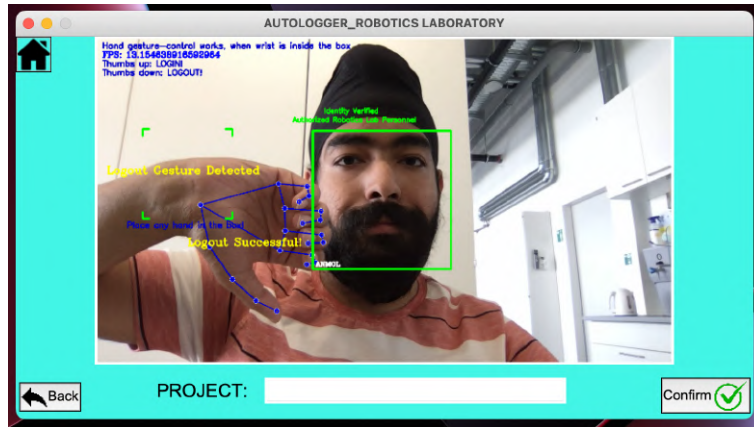 AUTOLOGGER_ROBOTICS LABORATORY
Hand gesture-control works, when wrist is inside the box
FPS: 13.154638916592964
Thumbs up: LOGIN!
Thumbs down: LOGOUT!
Identity Verified
Authorized Robotics Lab Personnel
Logout Gesture Detected
Place any hand in the Box!
Logout Successful!
ANMOL
Back
PROJECT:
Confirm